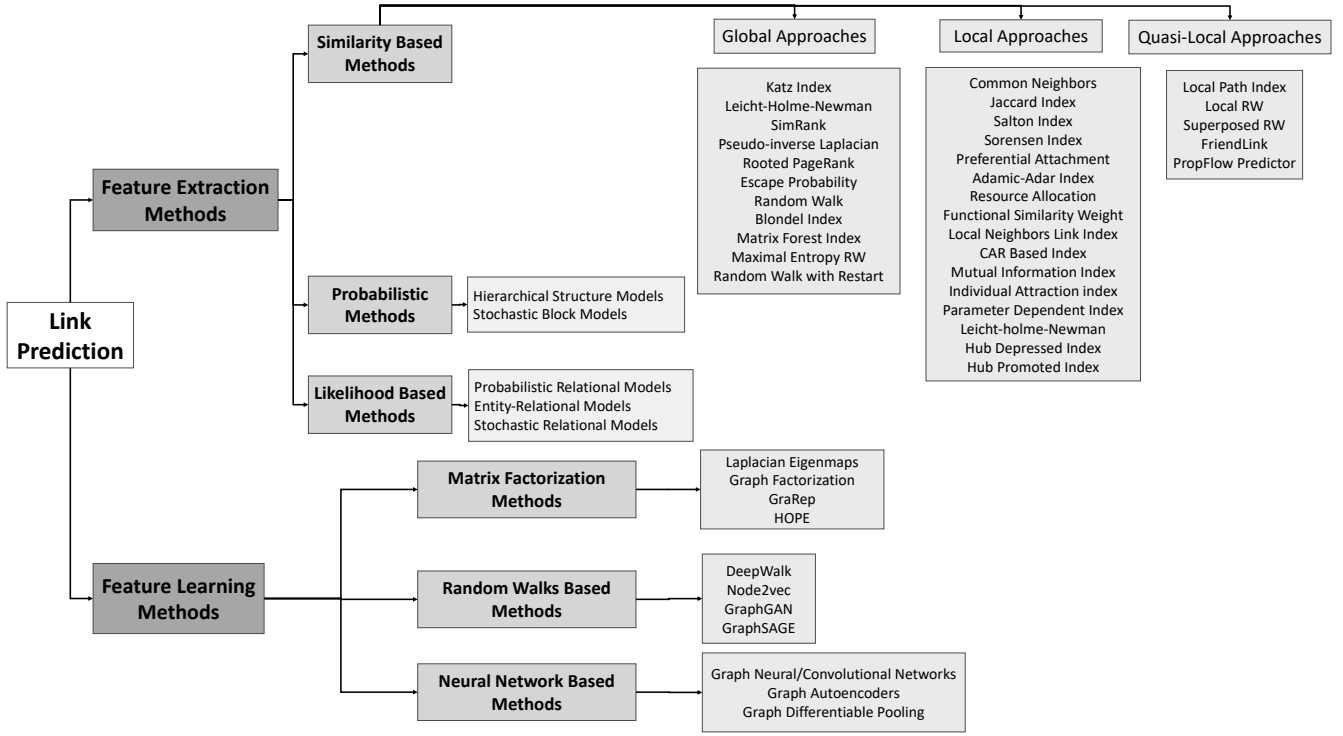 Link
Prediction
Feature Extraction
Methods
Similarity Based
Methods
Global Approaches
Katz Index
Leicht-Holme-Newman
SimRank
Pseudo-inverse Laplacian
Rooted PageRank
Escape Probability
Random Walk
Blondel Index
Matrix Forest Index
Maximal Entropy RW
Random Walk with Restart
Local Approaches
Common Neighbors
Jaccard Index
Salton Index
Sorensen Index
Preferential Attachment
Adamic-Adar Index
Resource Allocation
Functional Similarity Weight
Local Neighbors Link Index
CAR Based Index
Mutual Information Index
Individual Attraction index
Parameter Dependent Index
Leicht-holme-Newman
Hub Depressed Index
Hub Promoted Index
Quasi-Local Approaches
Local Path Index
Local RW
Superposed RW
FriendLink
PropFlow Predictor
Probabilistic
Methods
Hierarchical Structure Models
Stochastic Block Models
Likelihood Based
Methods
Probabilistic Relational Models
Entity-Relational Models
Stochastic Relational Models
Feature Learning
Methods
Matrix Factorization
Methods
Laplacian Eigenmaps
Graph Factorization
GraRep
HOPE
Random Walks Based
Methods
DeepWalk
Node2vec
GraphGAN
GraphSAGE
Neural Network Based
Methods
Graph Neural/Convolutional Networks
Graph Autoencoders
Graph Differentiable Pooling